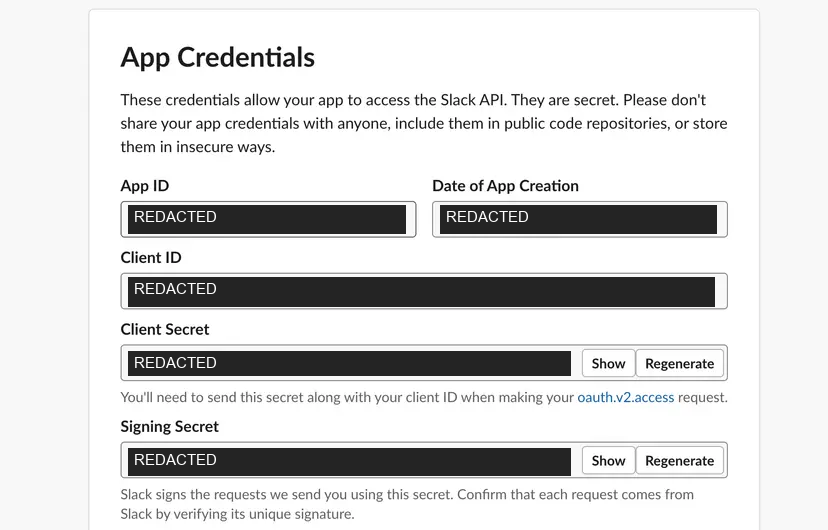 App Credentials
These credentials allow your app to access the Slack API. They are secret. Please don't
share your app credentials with anyone, include them in public code repositories, or store
them in insecure ways.
App ID
Date of App Creation
REDACTED
REDACTED
Client ID
REDACTED
Client Secret
REDACTED
Show
Regenerate
You'll need to send this secret along with your client ID when making your oauth.v2.access request.
Signing Secret
REDACTED
Show
Regenerate
Slack signs the requests we send you using this secret. Confirm that each request comes from
Slack by verifying its unique signature.